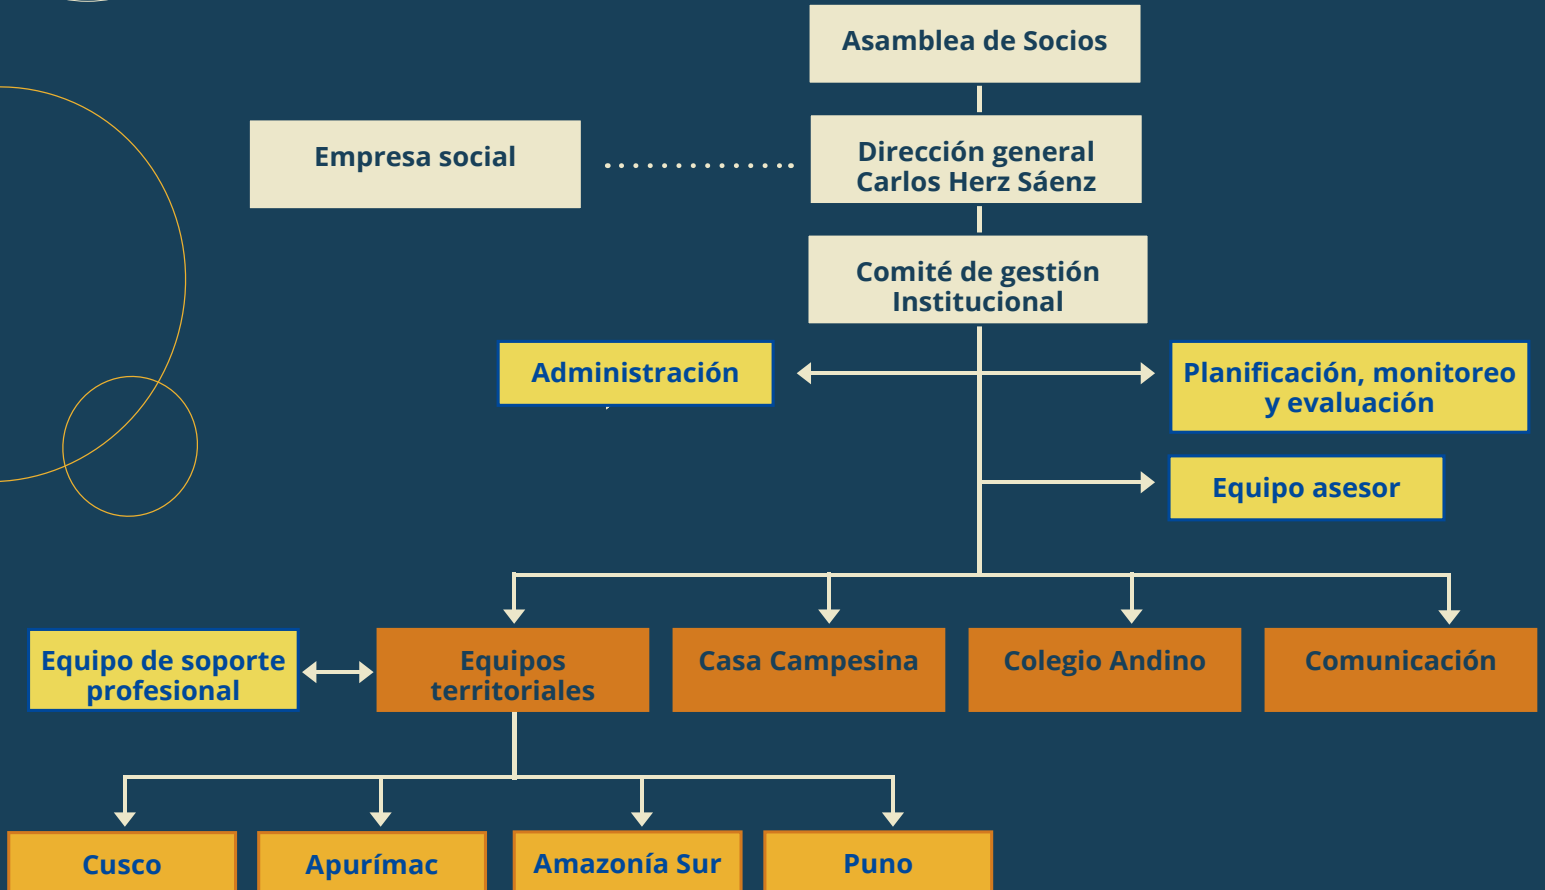 Asamblea de Socios
Empresa social
Dirección general
Carlos Herz Sáenz
Comité de gestión
Institucional
Administración
Planificación, monitoreo
y evaluación
Equipo asesor
Equipo de soporte
profesional
Equipos
territoriales
Casa Campesina
Colegio Andino
Comunicación
Cusco
Apurímac
Amazonía Sur
Puno